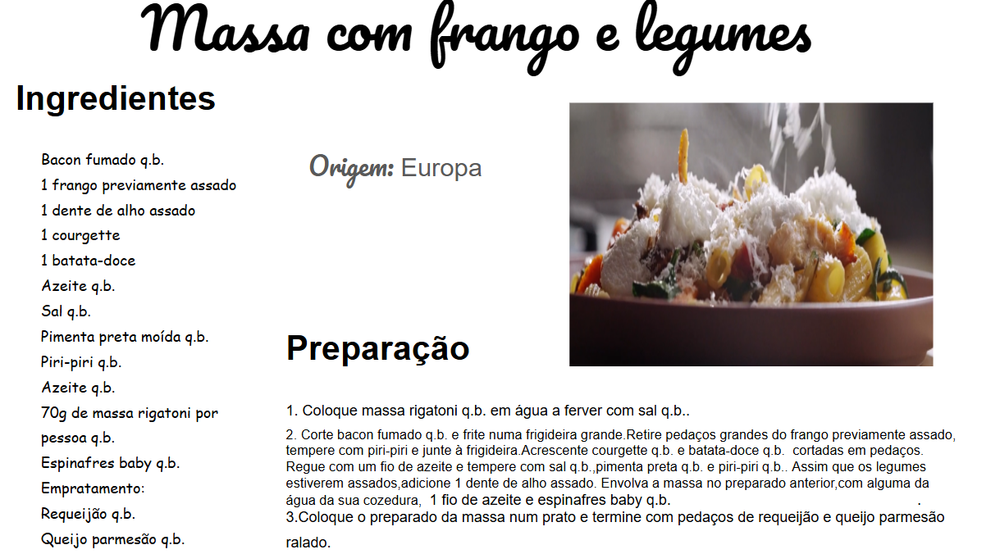 Massa com frango e legumes
Ingredientes
Bacon fumado q.b.
1 frango previamente assado
1 dente de alho assado
1 courgette
1 batata-doce
Azeite q.b.
Sal q.b.
Pimenta preta moída q.b.
Piri-piri q.b.
Azeite q.b.
70g de massa rigatoni por
pessoa q.b.
Espinafres baby q.b.
Empratamento:
Requeijão q.b.
Queijo parmesão q.b.
Origem: Europa
Preparação
1. Coloque massa rigatoni q.b. em água a ferver com sal q.b..
2. Corte bacon fumado q.b. e frite numa frigideira grande.Retire pedaços grandes do frango previamente assado,
tempere com piri-piri e junte à frigideira.Acrescente courgette q.b. e batata-doce q.b.  cortadas em pedaços.
Regue com um fio de azeite e tempere com sal q.b.,pimenta preta q.b. e piri-piri q.b.. Assim que os legumes
estiverem assados,adicione 1 dente de alho assado. Envolva a massa no preparado anterior,com alguma da
água da sua cozedura,  1 fio de azeite e espinafres baby q.b. .
3.Coloque o preparado da massa num prato e termine com pedaços de requeijão e queijo parmesão
ralado.